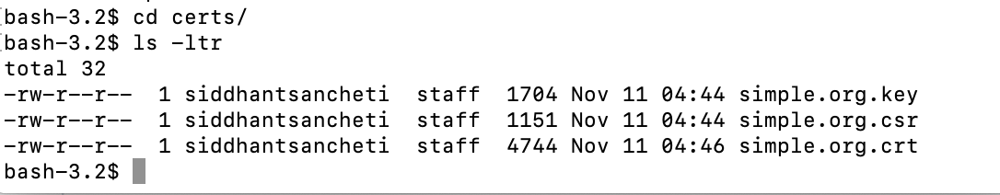 bash-3.2$ cd certs/
bash-3.2$ ls -ltr
total 32
-rw-r--r--  1 siddhantsancheti  staff  1704 Nov 11 04:44 simple.org.key
-rw-r--r--  1 siddhantsancheti  staff  1151 Nov 11 04:44 simple.org.csr
-rw-r--r--  1 siddhantsancheti  staff  4744 Nov 11 04:46 simple.org.crt
bash-3.2$